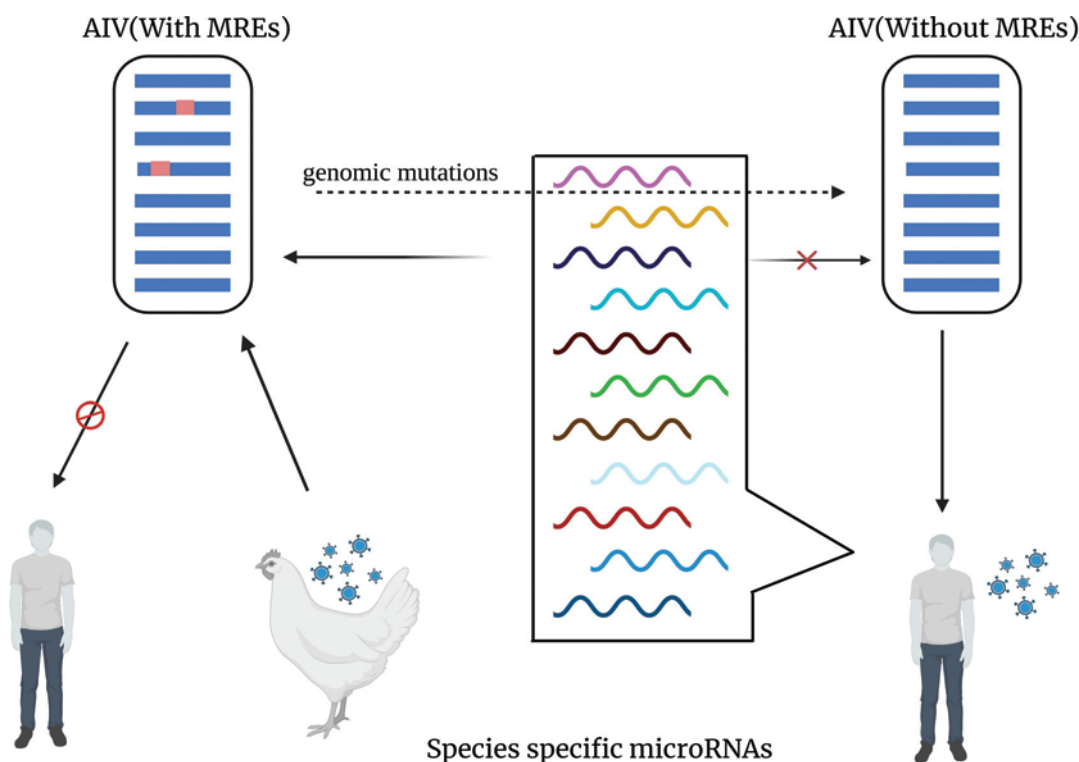 AIV(With MREs)
AIV(Without MREs)
genomic mutations
Species specific microRNAs